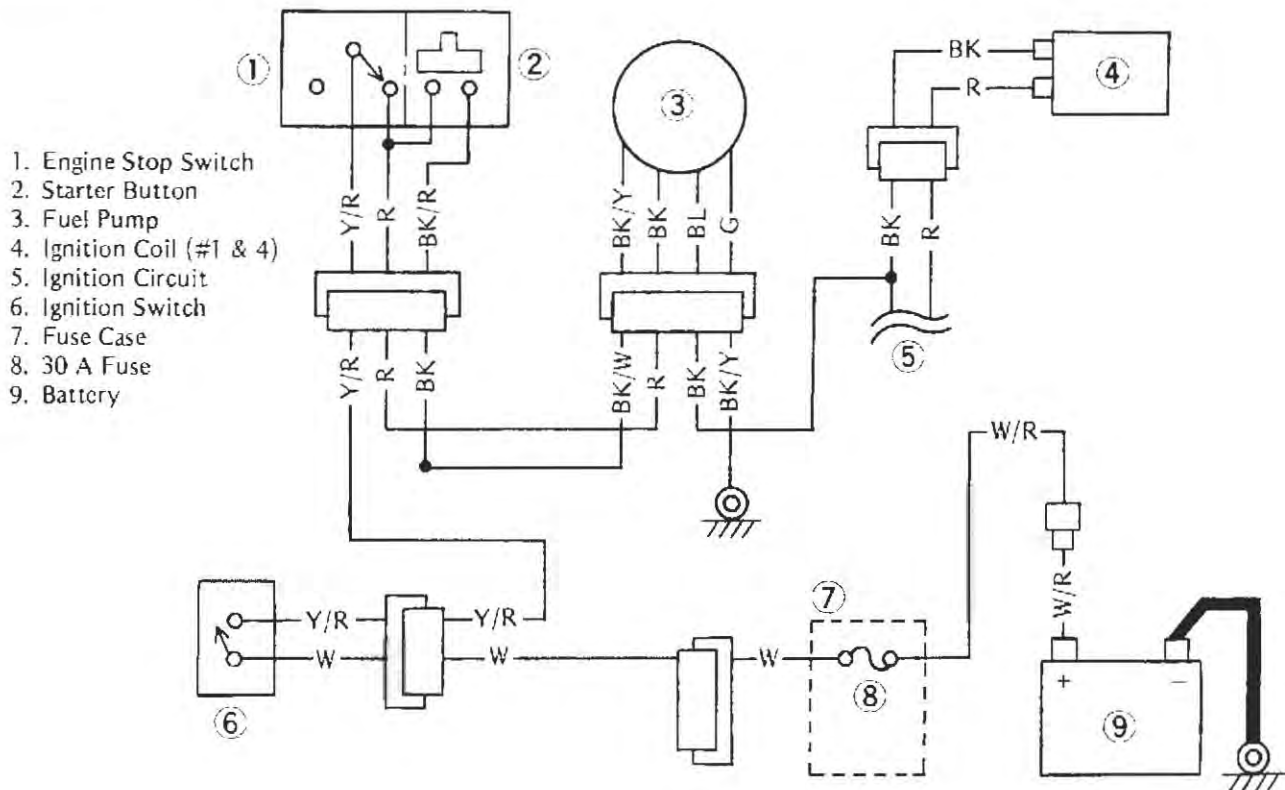 1
2
3
4
BK
R
1. Engine Stop Switch
2. Starter Button
3. Fuel Pump
4. Ignition Coil (#1 & 4)
5. Ignition Circuit
6. Ignition Switch
7. Fuse Case
8. 30 A Fuse
9. Battery
Y/R
R
BK/R
BK/Y
BK
BL
G
BK
R
5
Y/R
R
BK
BK/W
R
BK
BK/Y
W/R
W/R
6
Y/R
W
Y/R
W
W
7
8
+
−
9